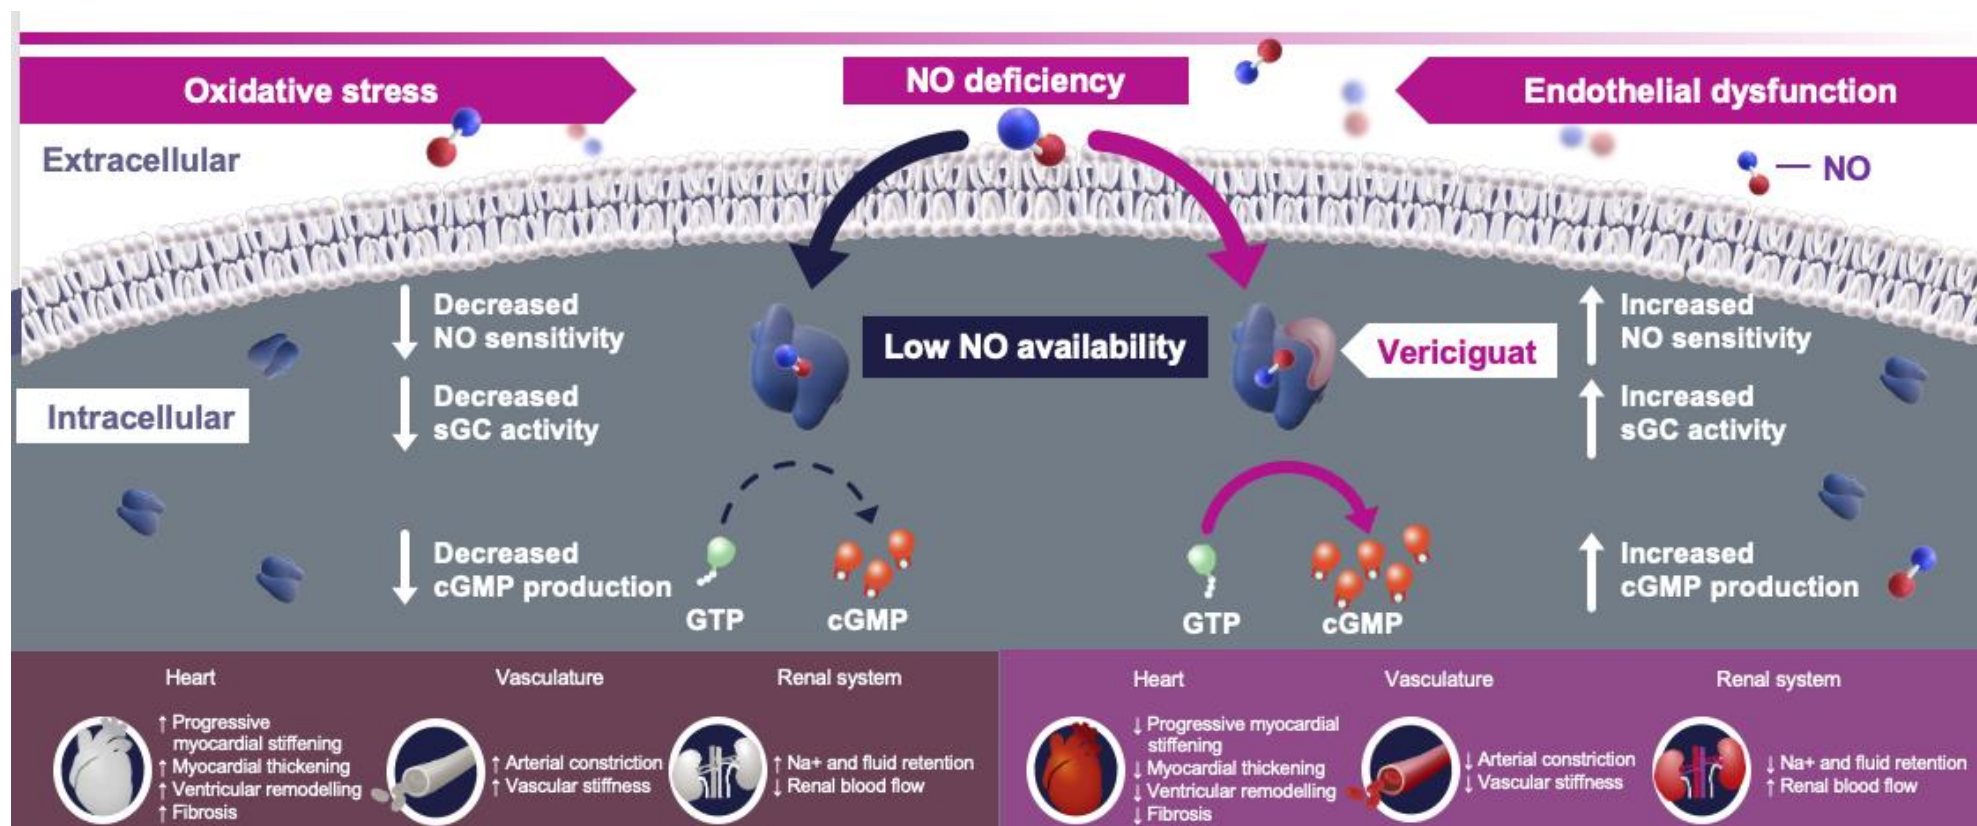 Oxidative stress
NO deficiency
Endothelial dysfunction
Extracellular
NO
Decreased
NO sensitivity
Decreased
sGC activity
Low NO availability
Vericiguat
Increased
NO sensitivity
Increased
sGC activity
Intracellular
Decreased
cGMP production
GTP
cGMP
GTP
cGMP
Increased
cGMP production
Heart
↑ Progressive
myocardial stiffening
↑ Myocardial thickening
↑ Ventricular remodelling
↑ Fibrosis
Vasculature
↑ Arterial constriction
↑ Vascular stiffness
Renal system
↑ Na+ and fluid retention
↓ Renal blood flow
Heart
↓ Progressive myocardial
stiffening
↓ Myocardial thickening
↓ Ventricular remodelling
↓ Fibrosis
Vasculature
↓ Arterial constriction
↓ Vascular stiffness
Renal system
↓ Na+ and fluid retention
↑ Renal blood flow